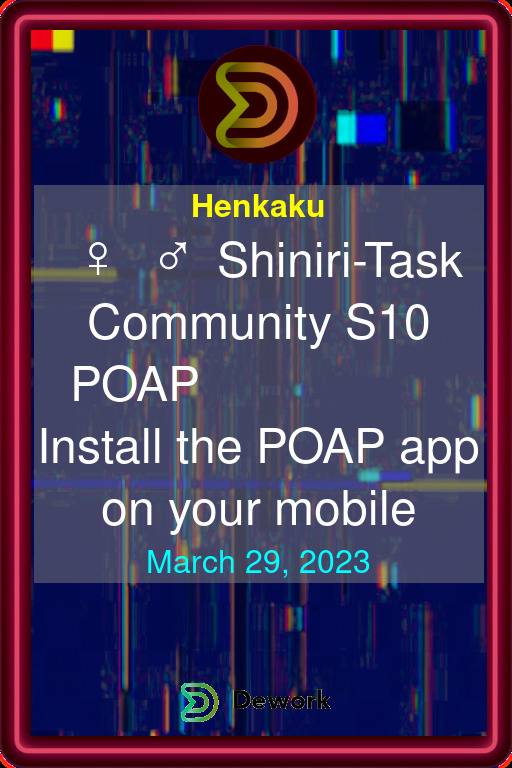 Henkaku
♀ ♂ Shiniri-Task
Community S10
POAP
Install the POAP app
on your mobile
March 29, 2023
Dework